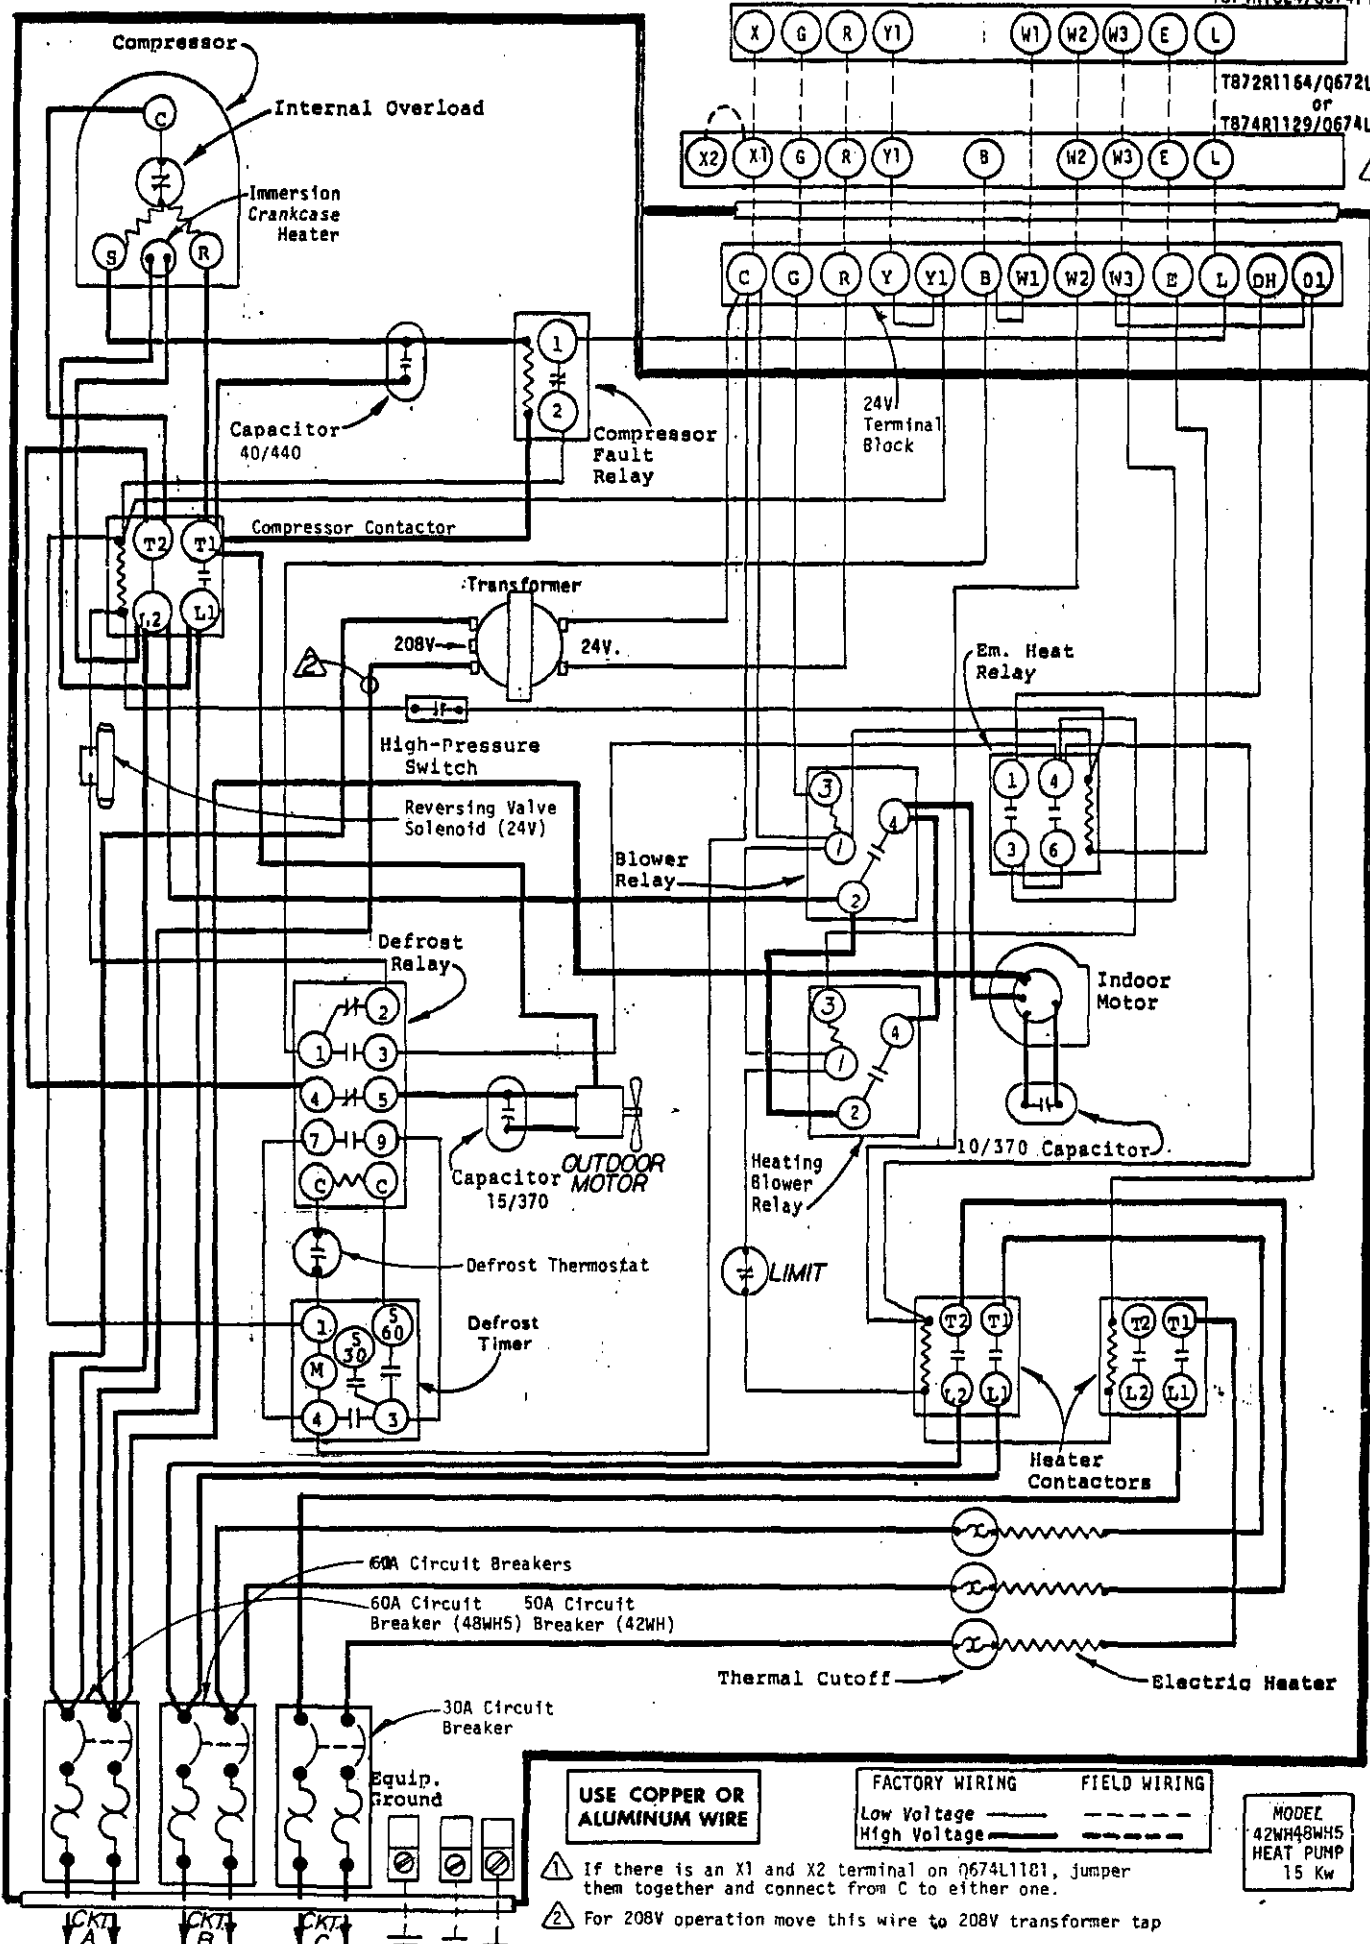 X G R Y1 W1 W2 W3 E L
T872R1164/Q672L
or
T874R1129/Q674L
X2 X1 G R Y1 B W2 W3 E L
C G R Y Y1 B W1 W2 W3 E L DH O1
24V.
Terminal
Block
Compressor
C
Internal Overload
Immersion
Crankcase
Heater
S R
Capacitor
40/440
1
2
Compressor
Fault
Relay
Compressor Contactor
T2 T1
L2 L1
Transformer
208V
24V.
2
High-Pressure
Switch
Reversing Valve
Solenoid (24V)
Em. Heat
Relay
1 4
3 6
3
4
1
2
Blower
Relay
Defrost
Relay
2
1 3
4 5
7 9
C C
Indoor
Motor
3
4
1
2
Heating
Blower
Relay
10/370 Capacitor
Capacitor
15/370
OUTDOOR
MOTOR
Defrost Thermostat
LIMIT
Defrost
Timer
1
S
30
S
60
M
4 3
T2 T1
L2 L1
T2 T1
L2 L1
Heater
Contactors
60A Circuit Breakers
60A Circuit 50A Circuit
Breaker (48WH5) Breaker (42WH)
Thermal Cutoff
Electric Heater
30A Circuit
Breaker
Equip.
Ground
CKT.
A
CKT.
B
CKT.
C
USE COPPER OR
ALUMINUM WIRE
FACTORY WIRING FIELD WIRING
Low Voltage
High Voltage
MODEL
42WH48WH5
HEAT PUMP
15 Kw
1 If there is an X1 and X2 terminal on Q674L1181, jumper
them together and connect from C to either one.
2 For 208V operation move this wire to 208V transformer tap